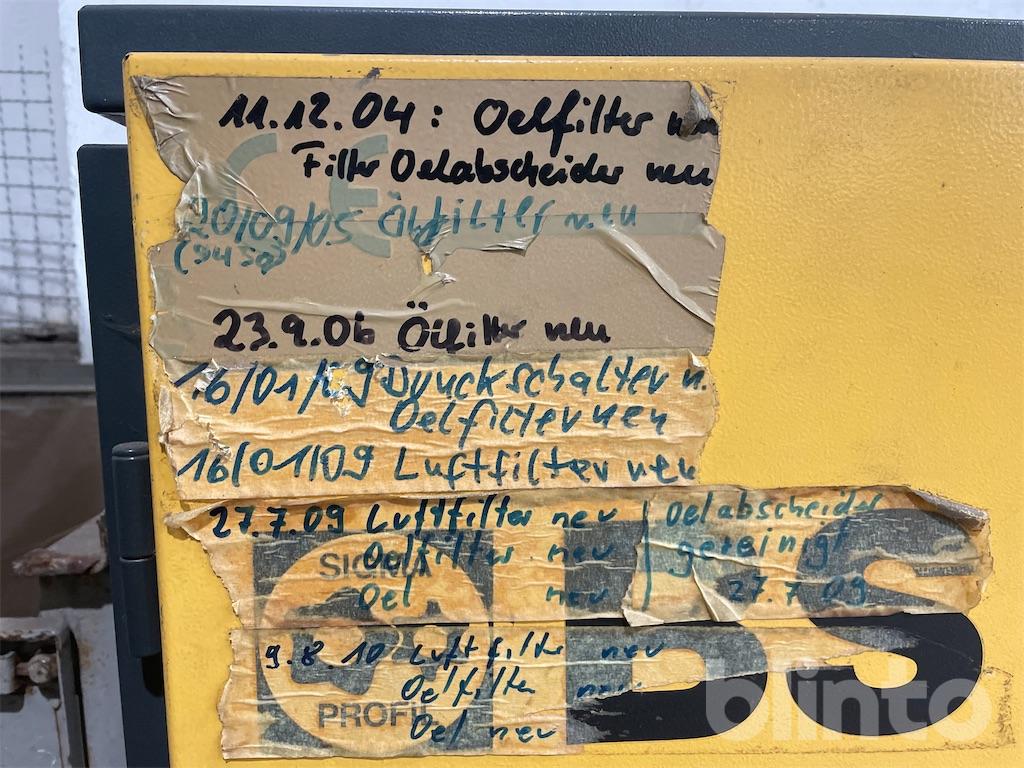 11.12.04: Oelfilter neu
Filter Oelabscheider neu
20/09/05 Ölfilter neu
23.9.06 Ölfilter neu
16/01/09 Druckschalter n.
Oelfilter neu
16/01/09 Luftfilter neu
27.7.09 Luftfilter neu
Oelfilter neu
Oel neu
Oelabscheider
gereinigt
27.7 09
SIGMA
PROFIL
BS
9.8 10 Luftfilter neu
Oelfilter neu
Oel neu
blinto